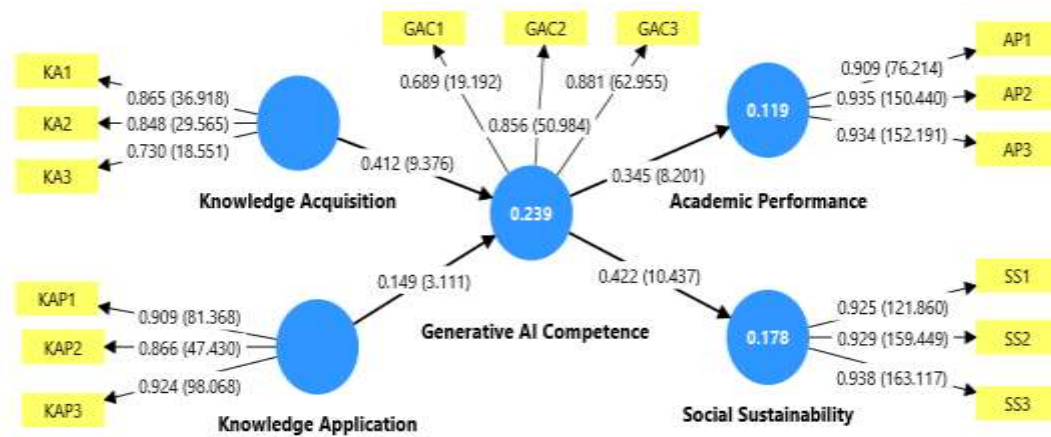 GAC1
GAC2
GAC3
AP1
KA1
0.689 (19.192)
0.881 (62.955)
0.909 (76.214)
0.865 (36.918)
0.119
0.935 (150.440)
AP2
KA2
0.848 (29.565)
0.856 (50.984)
0.934 (152.191)
0.730 (18.551)
AP3
KA3
0.412 (9.376)
0.345 (8.201)
Knowledge Acquisition
Academic Performance
0.239
0.149 (3.111)
0.422 (10.437)
SS1
KAP1
0.925 (121.860)
0.909 (81.368)
Generative AI Competence
0.178
0.929 (159.449)
SS2
KAP2
0.866 (47.430)
0.938 (163.117)
0.924 (98.068)
SS3
KAP3
Knowledge Application
Social Sustainability